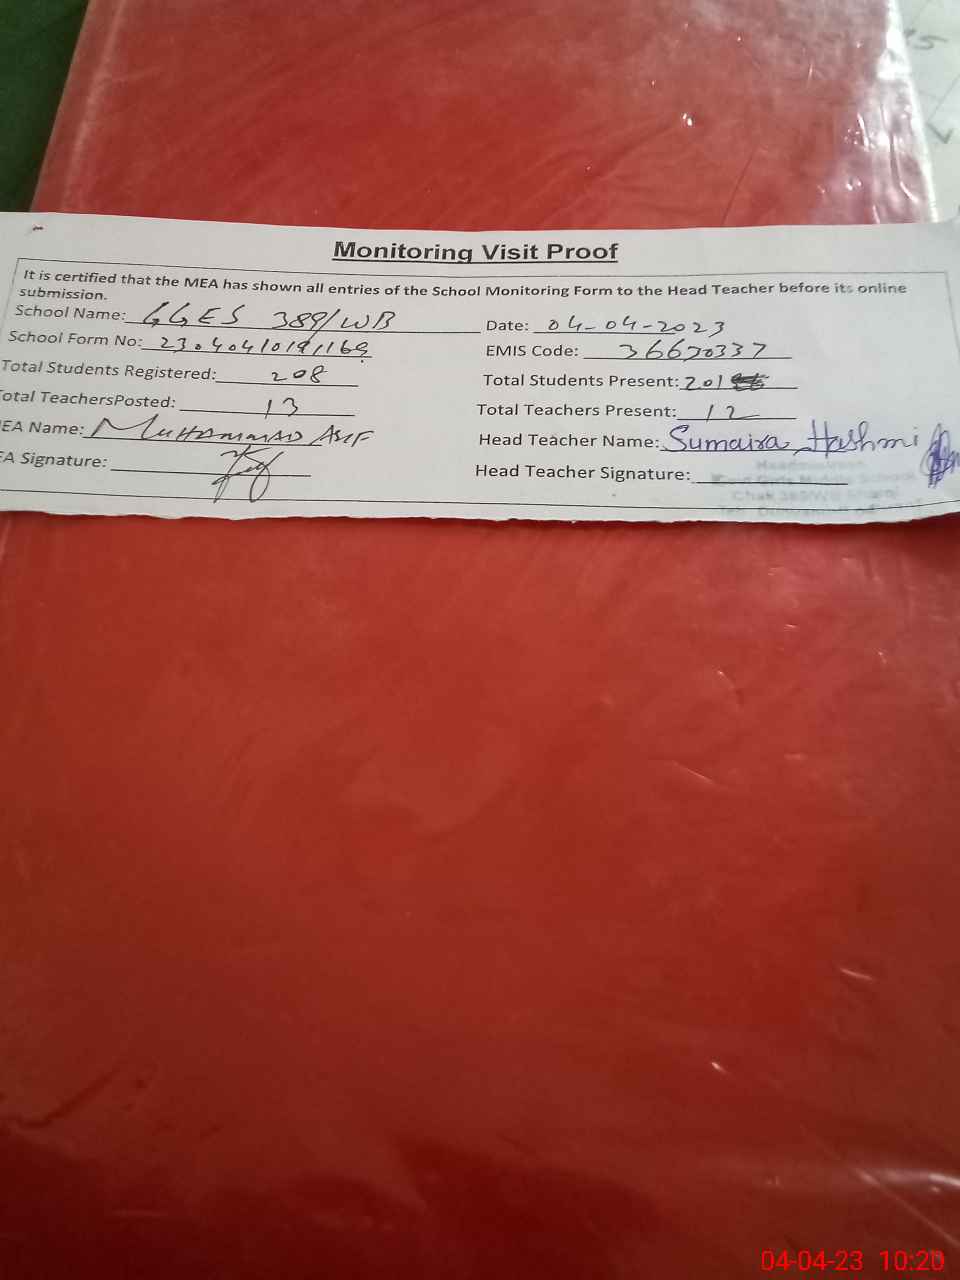 Monitoring Visit Proof
It is certified that the MEA has shown all entries of the School Monitoring Form to the Head Teacher before its online
submission.
School Name: GGES 389/WB Date: 04-04-2023
School Form No: EMIS Code: 36670337
Total Students Registered: 208 Total Students Present: 201
Total TeachersPosted: 13 Total Teachers Present: 12
EA Name: Muhammad Asif Head Teacher Name: Sumaira Hashmi
EA Signature: Head Teacher Signature:
04-04-23 10:20